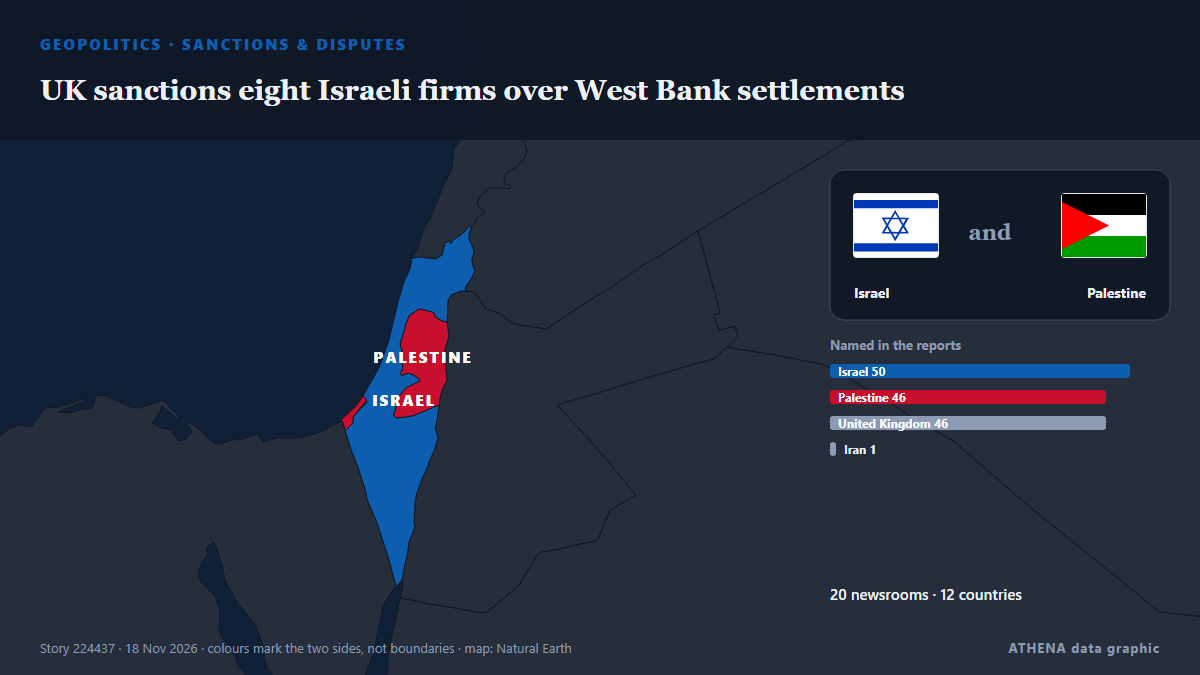 GEOPOLITICS · SANCTIONS & DISPUTES
UK sanctions eight Israeli firms over West Bank settlements
and
Israel
Palestine
Named in the reports
Israel 50
Palestine 46
United Kingdom 46
Iran 1
PALESTINE
ISRAEL
20 newsrooms · 12 countries
Story 224437 · 18 Nov 2026 · colours mark the two sides, not boundaries · map: Natural Earth
ATHENA data graphic